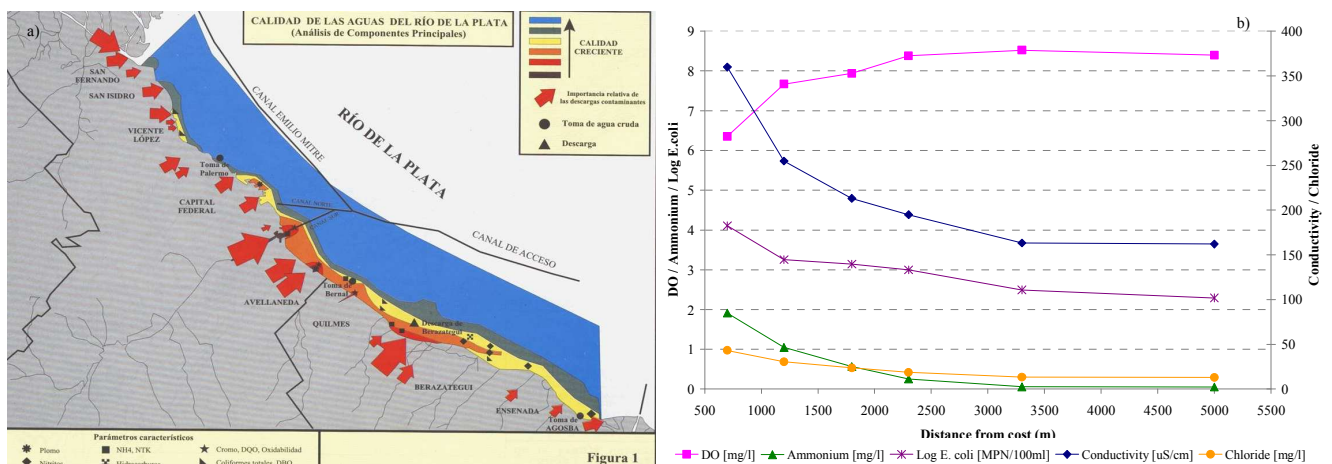 a)
CALIDAD DE LAS AGUAS DEL RÍO DE LA PLATA
(Análisis de Componentes Principales)
CALIDAD
CRECIENTE
Importancia relativa
de las descargas contaminantes
Toma de agua cruda
Descarga
SAN
FERNANDO
SAN ISIDRO
VICENTE
LÓPEZ
CANAL EMILIO MITRE
RÍO DE LA PLATA
Toma de
Palermo
CAPITAL
FEDERAL
CANAL NORTE
CANAL DE ACCESO
AVELLANEDA
Toma de
Bernal
QUILMES
Descarga de
Berazategui
BERAZATEGUI
ENSENADA
Toma de
AGOSBA
Parámetros característicos
Plomo
NH4, NTK
Cromo, DQO, Oxidabilidad
Nitritos
Hidrocarburos
Coliformes totales, DBO
Figura 1
b)
DO / Ammonium / Log E.coli
9
8
7
6
5
4
3
2
1
0
Conductivity / Chloride
400
350
300
250
200
150
100
50
0
500 1000 1500 2000 2500 3000 3500 4000 4500 5000 5500
Distance from cost (m)
DO [mg/l] Ammonium [mg/l] Log E. coli [MPN/100ml] Conductivity [uS/cm] Chloride [mg/l]